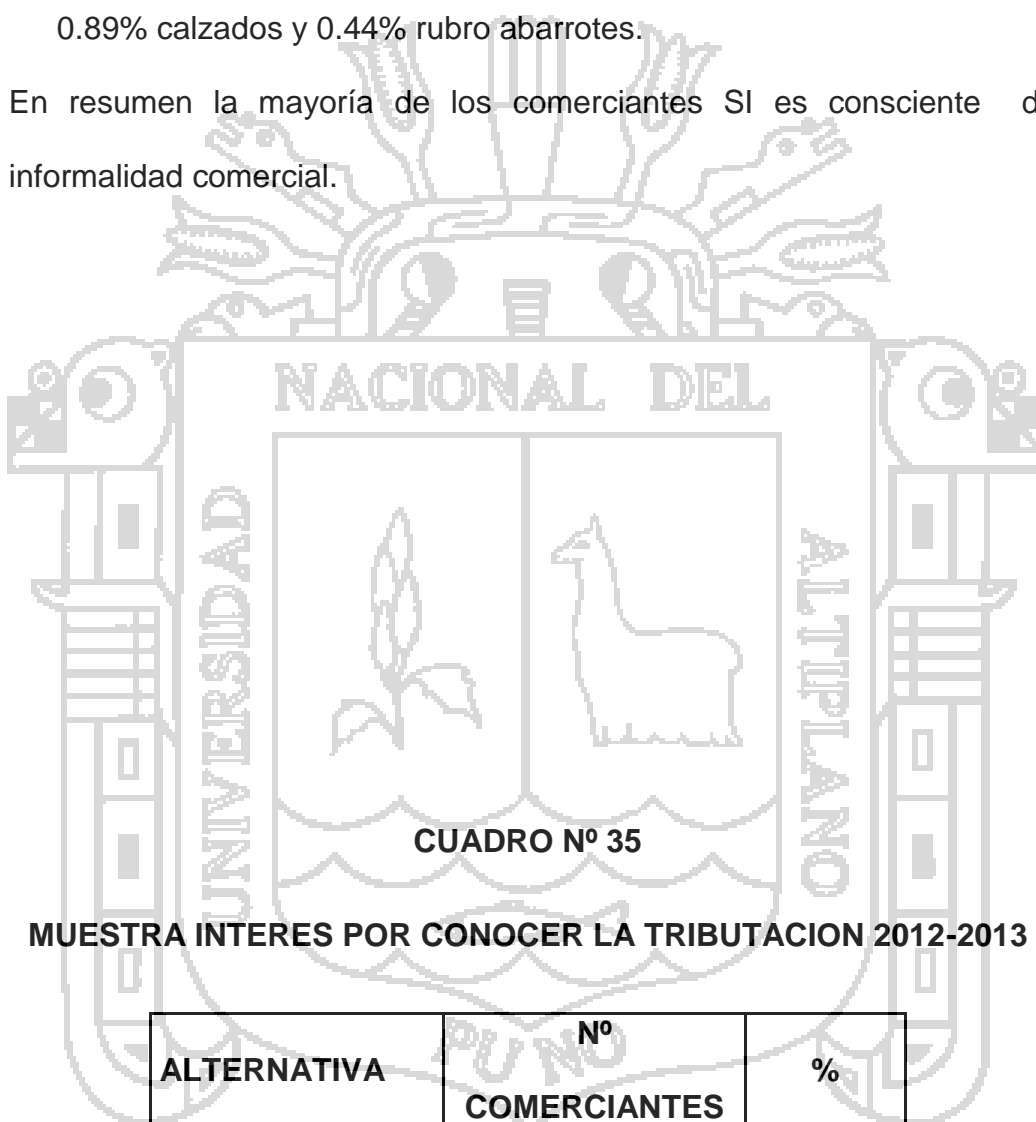 0.89% calzados y 0.44% rubro abarrotes.
En resumen la mayoría de los comerciantes SI es consciente
informalidad comercial.
NACIONAL DEL
UNIVERSIDAD
ALTIPLANO
CUADRO Nº 35
MUESTRA INTERES POR CONOCER LA TRIBUTACION 2012-2013
PUNO
ALTERNATIVA Nº COMERCIANTES %